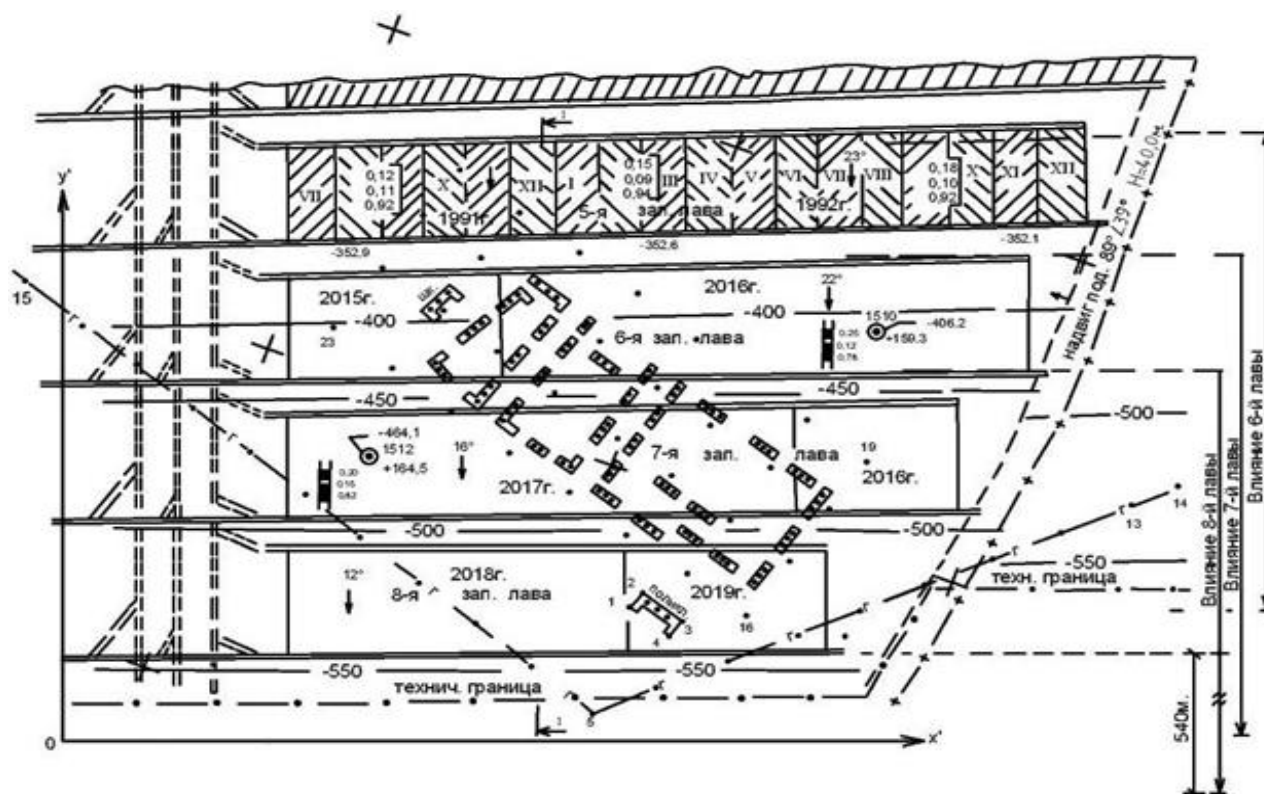 I
y'
0,12
0,11
0,92
0,15
0,09
0,94
0,18
0,10
0,92
23°
VII
X
XII
I
III
IV
V
VI
VII
VIII
X
XI
XII
1991г.
5-я зап. лава
1992г.
Н=40,0м
надвиг под. 89° ∠39°
-352,9
-352.6
-352.1
15
г
2015г.
шк.
2016г.
22°
-400
-400
1510
-406.2
+159.3
0,25
0,12
0,78
23
6-я зап. лава
-450
-450
-500
-464,1
1512
+164,5
16°
7-я зап. лава
19
2016г.
0,20
0,15
2017г.
14
13
-500
-500
-550
техн. граница
12°
2018г.
8-я зап. лава
2019г.
2
1
полик.
3
4
16
г
г
г
г
-550
-550
технич. граница
г
г
I
0
x'
540м.
Влияние 8-й лавы
Влияние 7-й лавы
Влияние 6-й лавы